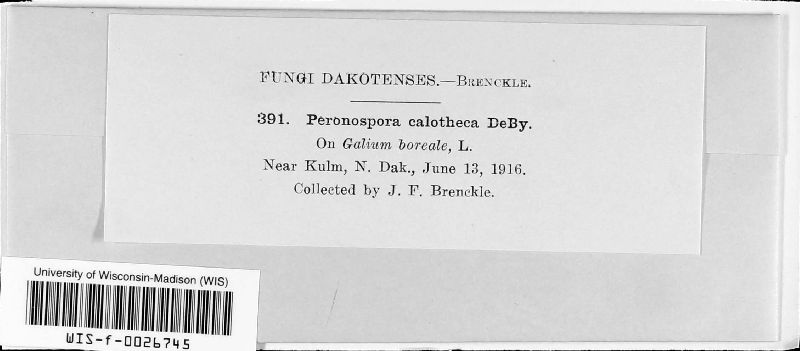 FUNGI DAKOTENSES.—BRENCKLE.
391. Peronospora calotheca DeBy.
On Galium boreale, L.
Near Kulm, N. Dak., June 13, 1916.
Collected by J. F. Brenckle.
University of Wisconsin-Madison (WIS)
WIS-f-0026745